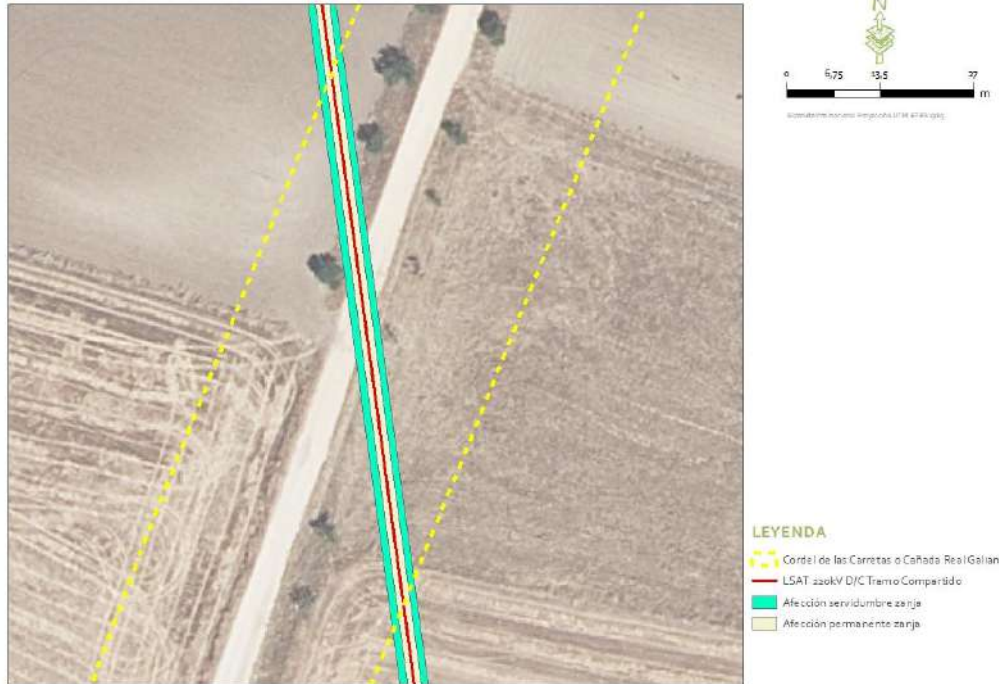 N
0 6,75 13,5 27
m
LEYENDA
Cordel de las Carretas o Cañada Real Galian
LSAT 220kV D/C Tramo Compartido
Afección servidumbre zanja
Afección permanente zanja